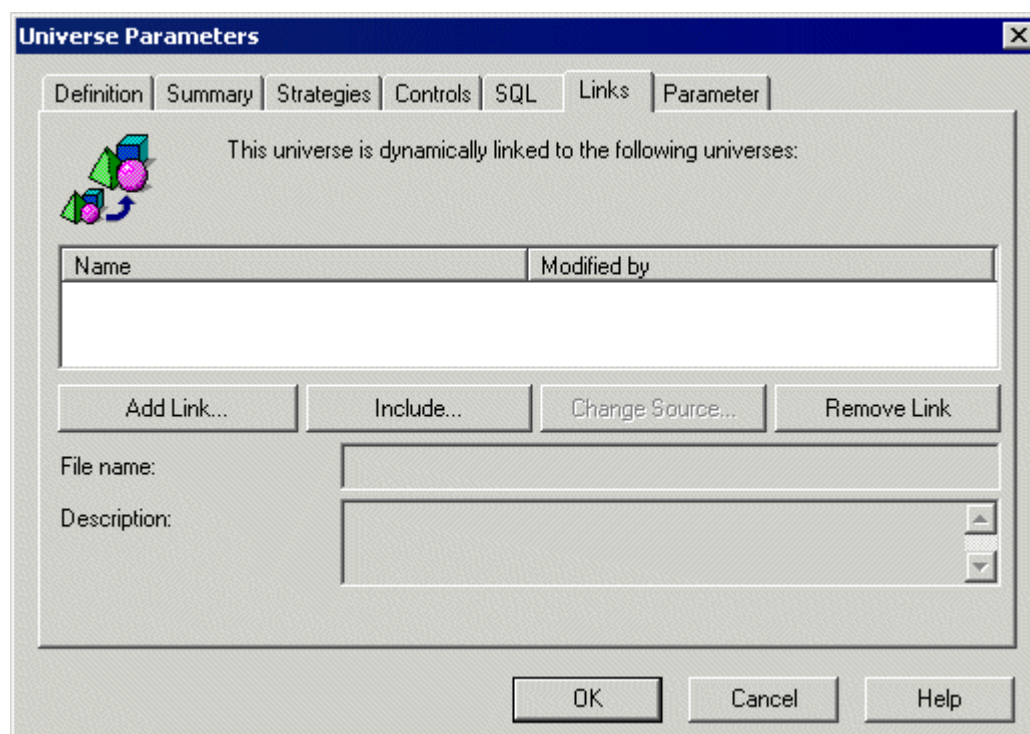 Universe Parameters
Definition Summary Strategies Controls SQL Links Parameter
This universe is dynamically linked to the following universes:
Name Modified by
Add Link... Include... Change Source... Remove Link
File name:
Description:
OK Cancel Help